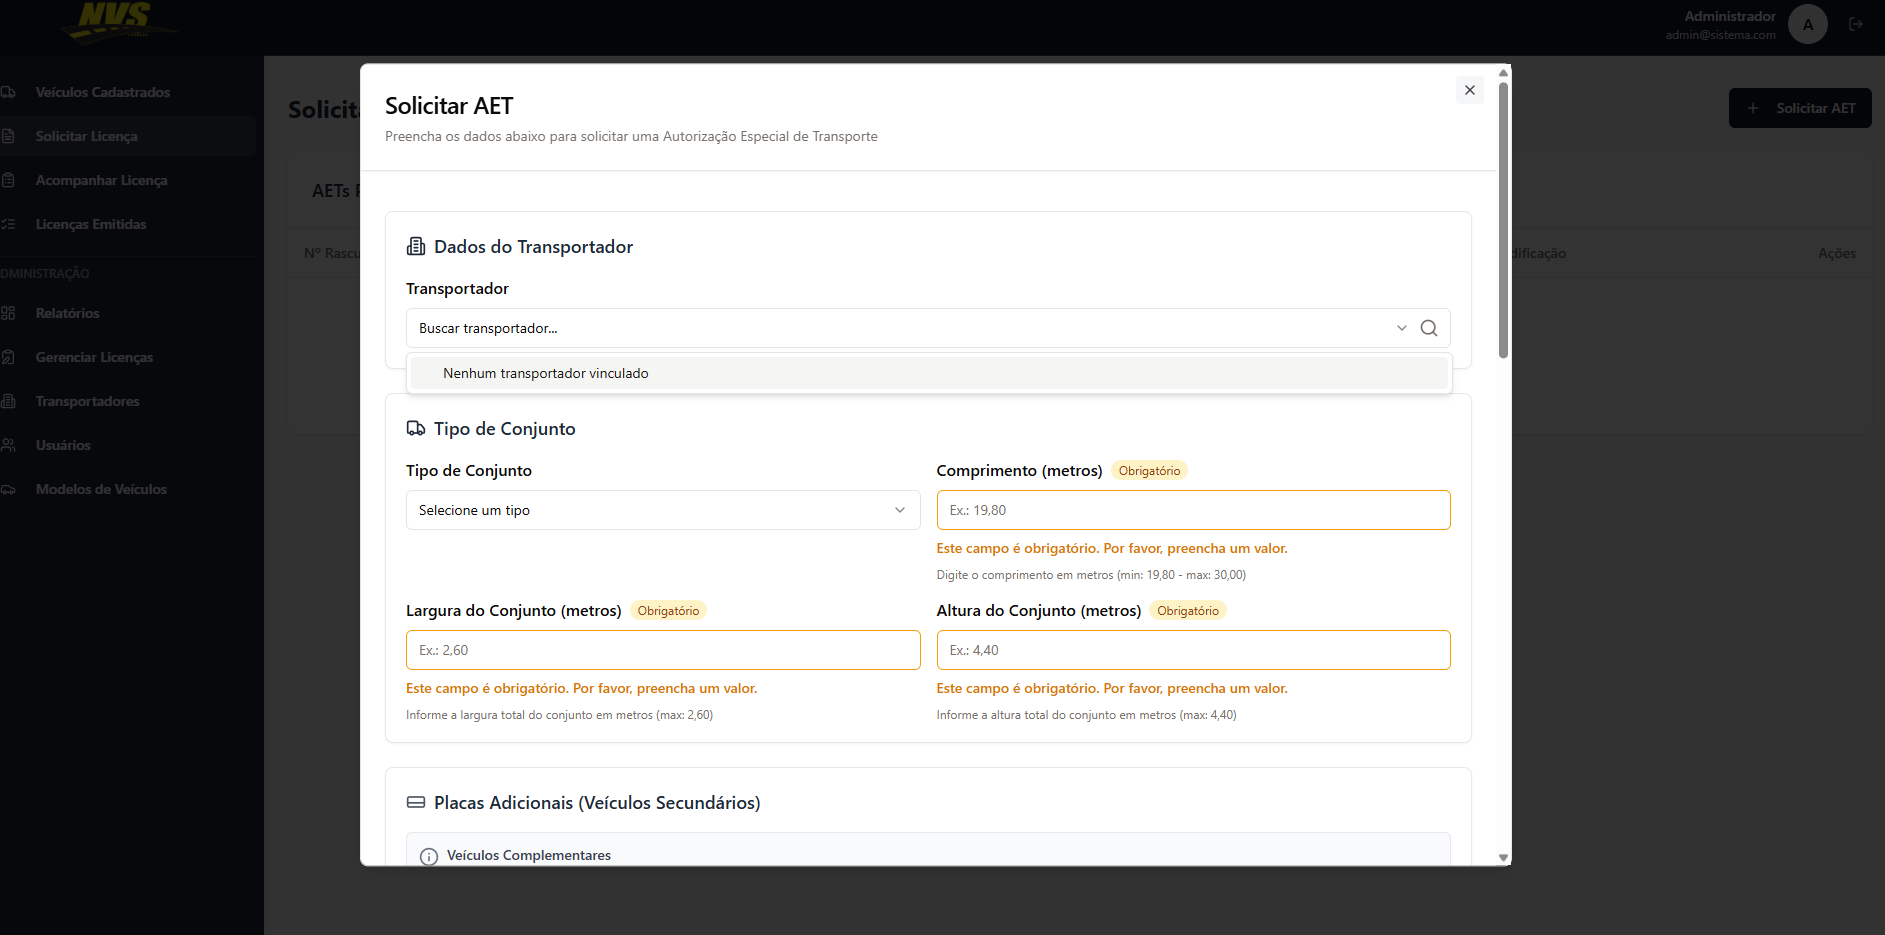 NVS
Administrador
admin@sistema.com
A
Veículos Cadastrados
Solicitar Licença
Acompanhar Licença
Licenças Emitidas
DMINISTRAÇÃO
Relatórios
Gerenciar Licenças
Transportadores
Usuários
Modelos de Veículos
Solicita
Solicitar AET
AETs P
Nº Rascu
dificação
Ações
Solicitar AET
Preencha os dados abaixo para solicitar uma Autorização Especial de Transporte
Dados do Transportador
Transportador
Buscar transportador...
Nenhum transportador vinculado
Tipo de Conjunto
Tipo de Conjunto
Selecione um tipo
Comprimento (metros) Obrigatório
Ex.: 19,80
Este campo é obrigatório. Por favor, preencha um valor.
Digite o comprimento em metros (min: 19,80 - max: 30,00)
Largura do Conjunto (metros) Obrigatório
Ex.: 2,60
Este campo é obrigatório. Por favor, preencha um valor.
Informe a largura total do conjunto em metros (max: 2,60)
Altura do Conjunto (metros) Obrigatório
Ex.: 4,40
Este campo é obrigatório. Por favor, preencha um valor.
Informe a altura total do conjunto em metros (max: 4,40)
Placas Adicionais (Veículos Secundários)
Veículos Complementares